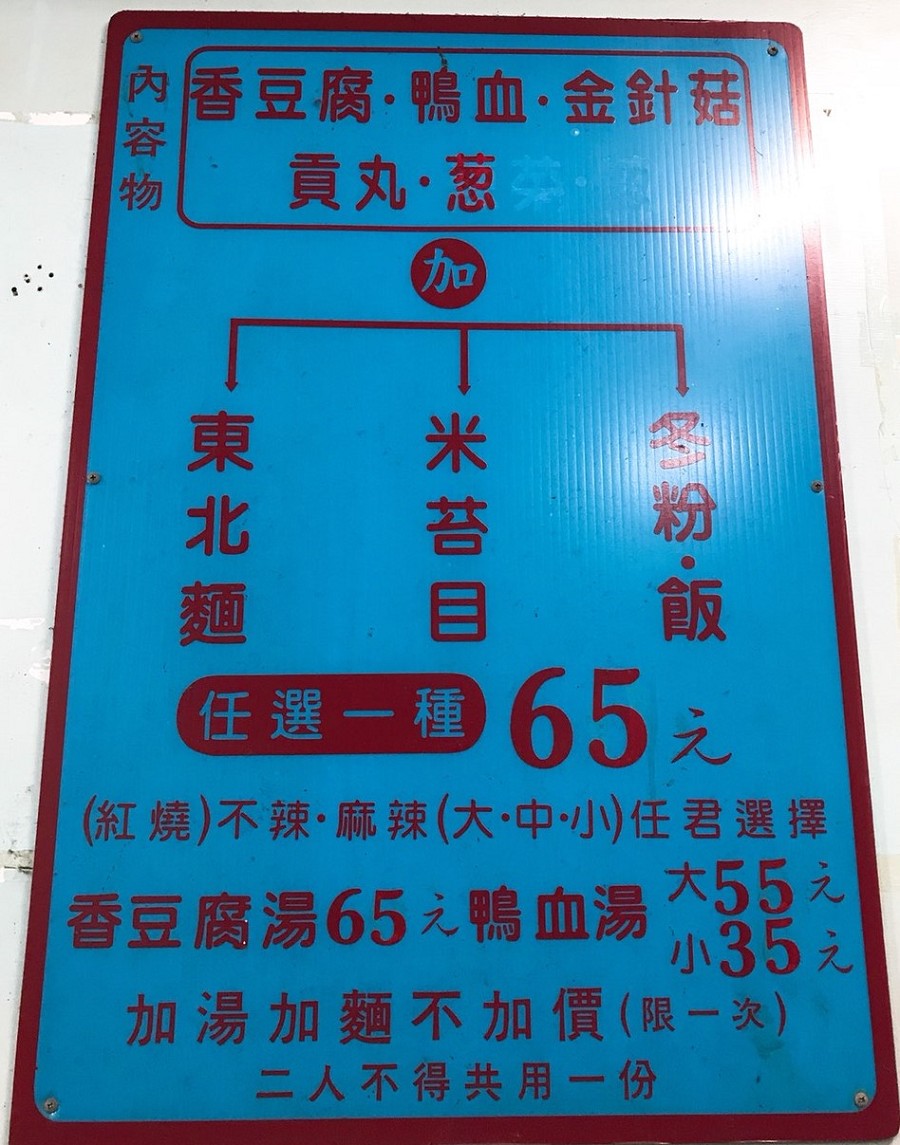 內容物
香豆腐·鴨血·金針菇
貢丸·葱
加
東北麵
米苔目
冬粉·飯
任選一種 65元
(紅燒)不辣·麻辣(大·中·小)任君選擇
香豆腐湯65元 鴨血湯 大55元
小35元
加湯加麵不加價(限一次)
二人不得共用一份